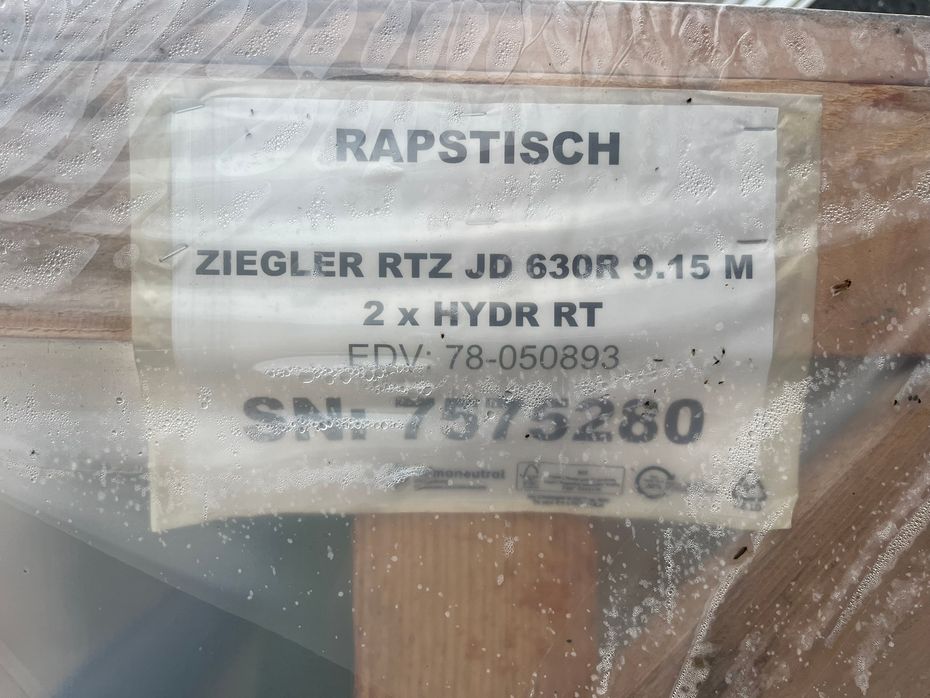 RAPSTISCH
ZIEGLER RTZ JD 630R 9.15 M
2 x HYDR RT
EDV: 78-050893
SN: 7575280